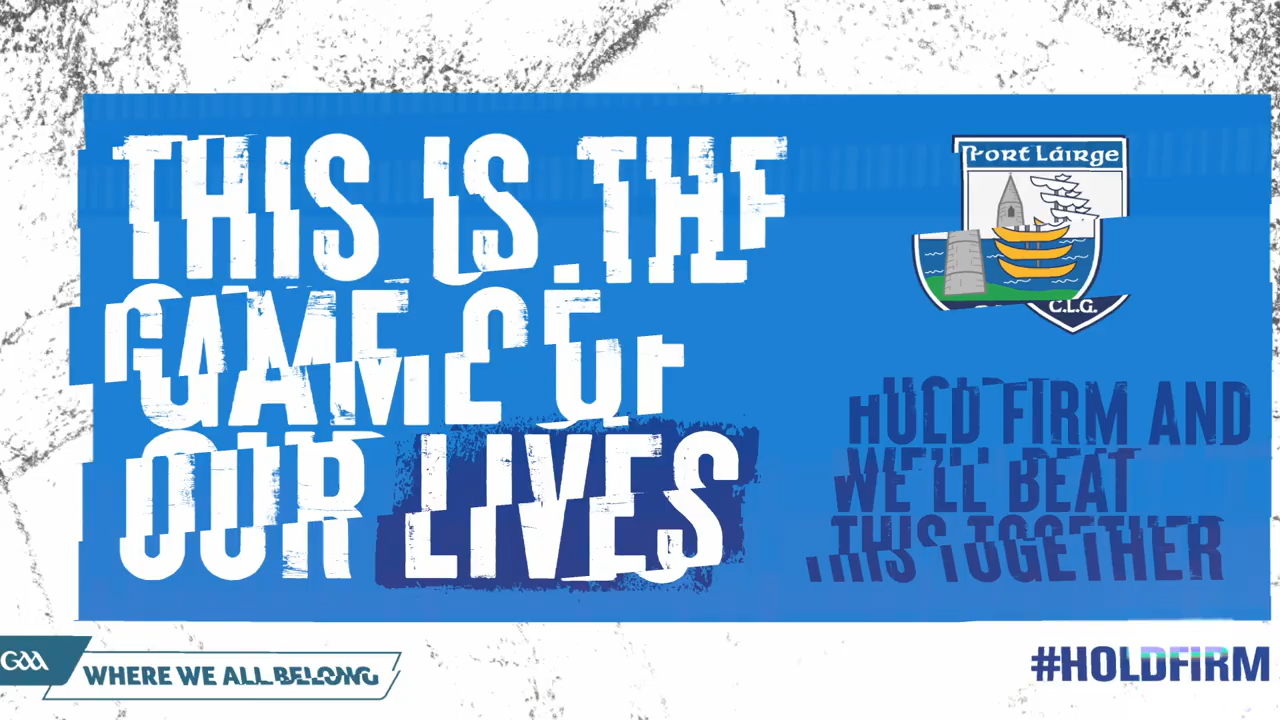 THIS IS THE
GAME OF
OUR LIVES
Port Láirge
C.L.G.
HOLD FIRM AND
WE'LL BEAT
THIS TOGETHER
GAA
WHERE WE ALL BELONG
#HOLDFIRM